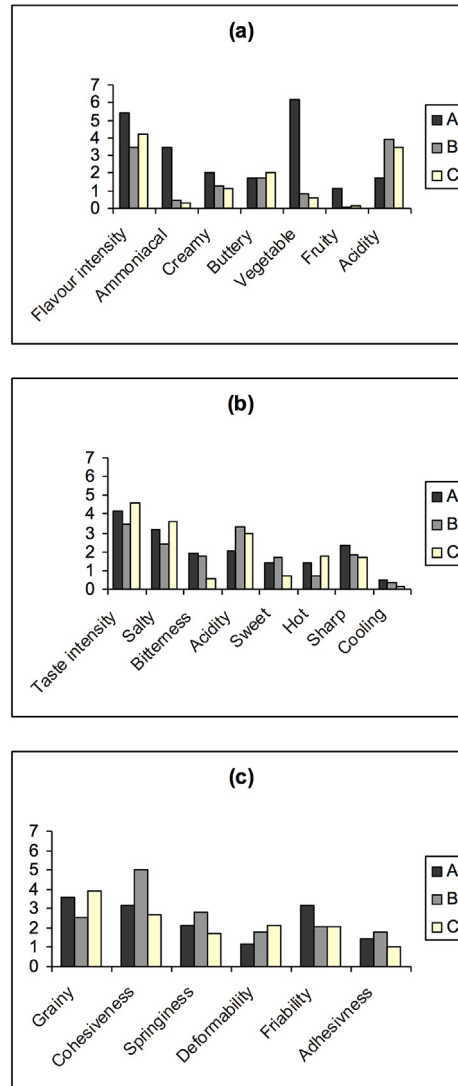 (a)
7
6
5
4
3
2
1
0
Flavour intensity
Ammoniacal
Creamy
Buttery
Vegetable
Fruity
Acidity
A
B
C
(b)
7
6
5
4
3
2
1
0
Taste intensity
Salty
Bitterness
Acidity
Sweet
Hot
Sharp
Cooling
A
B
C
(c)
7
6
5
4
3
2
1
0
Grainy
Cohesiveness
Springiness
Deformability
Friability
Adhesivness
A
B
C